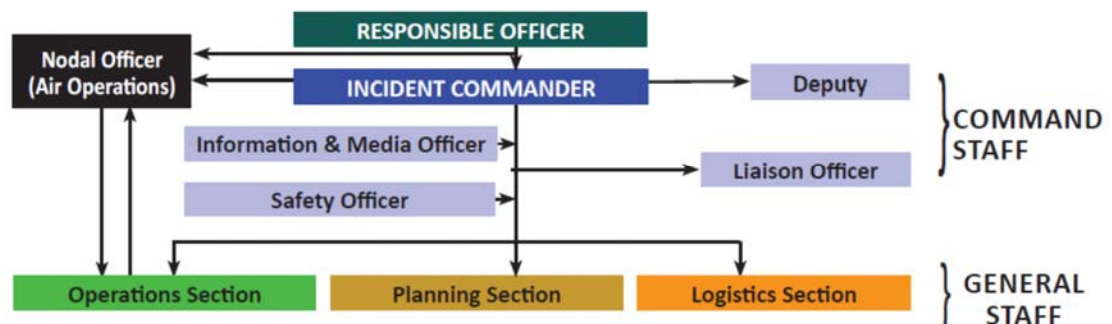 RESPONSIBLE OFFICER
Nodal Officer
(Air Operations)
INCIDENT COMMANDER
Deputy
COMMAND
STAFF
Information & Media Officer
Liaison Officer
Safety Officer
Operations Section
Planning Section
Logistics Section
GENERAL
STAFF